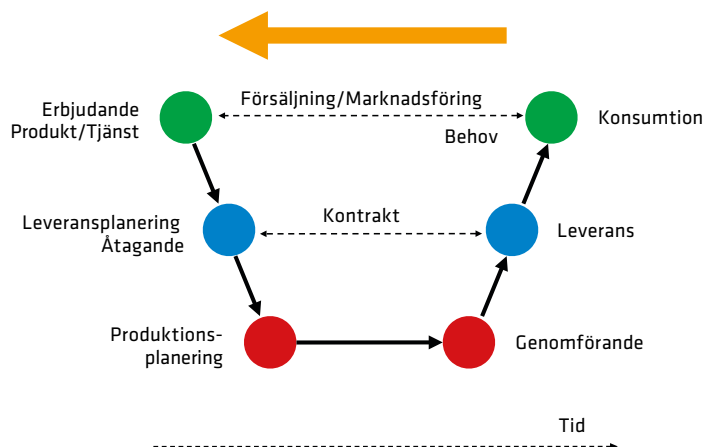 Försäljning/Marknadsföring
Erbjudande
Produkt/Tjänst
Behov
Konsumtion
Leveransplanering
Åtagande
Kontrakt
Leverans
Produktions-
planering
Genomförande
Tid